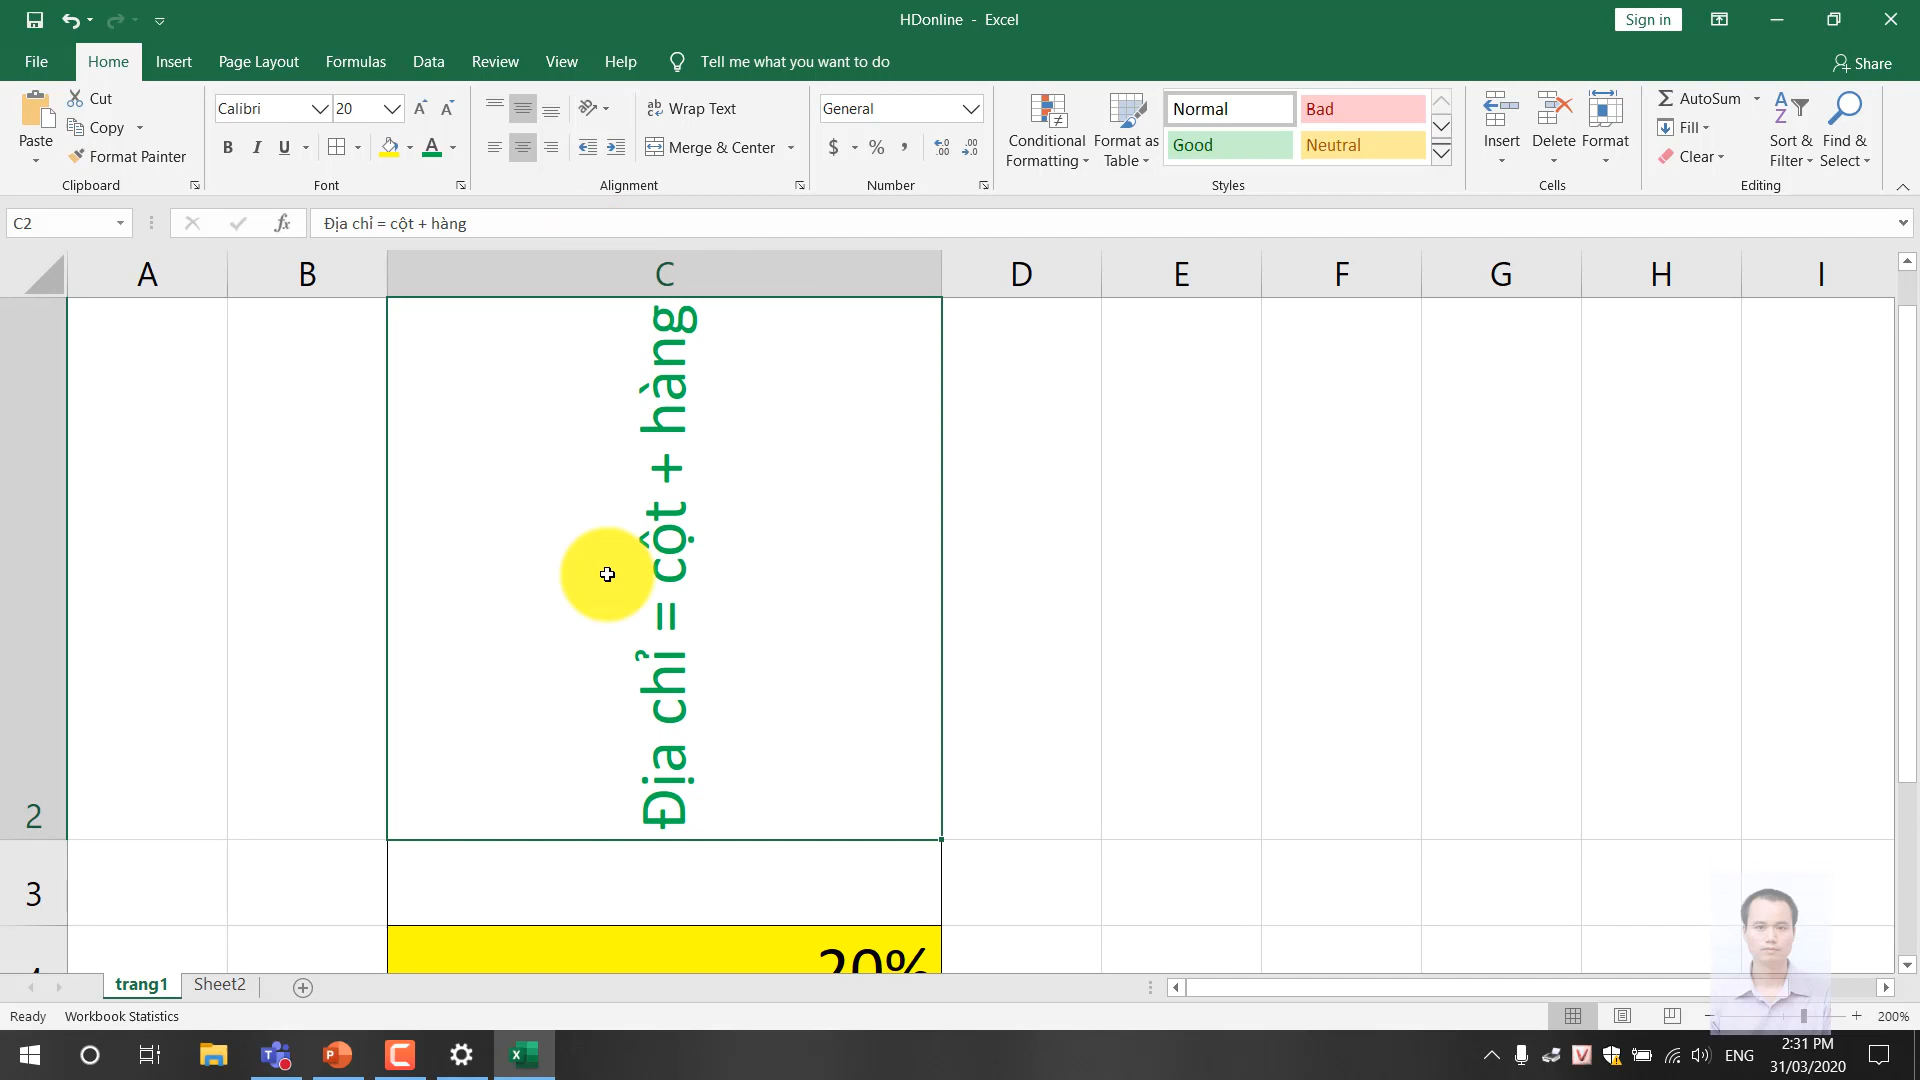 HDonline - Excel
Sign in
File Home Insert Page Layout Formulas Data Review View Help Tell me what you want to do
Share
Paste
Cut
Copy
Format Painter
Clipboard
Calibri 20
B I U
Font
Wrap Text
Merge & Center
Alignment
General
$ % ,
Number
Conditional Formatting
Format as Table
Normal Bad
Good Neutral
Styles
Insert Delete Format
Cells
AutoSum
Fill
Clear
Sort & Filter
Find & Select
Editing
C2
fx
Địa chỉ = cột + hàng
A B C D E F G H I
Địa chỉ = cột + hàng
2
3
4
20%
trang1 Sheet2
Ready Workbook Statistics
200%
ENG
2:31 PM
31/03/2020